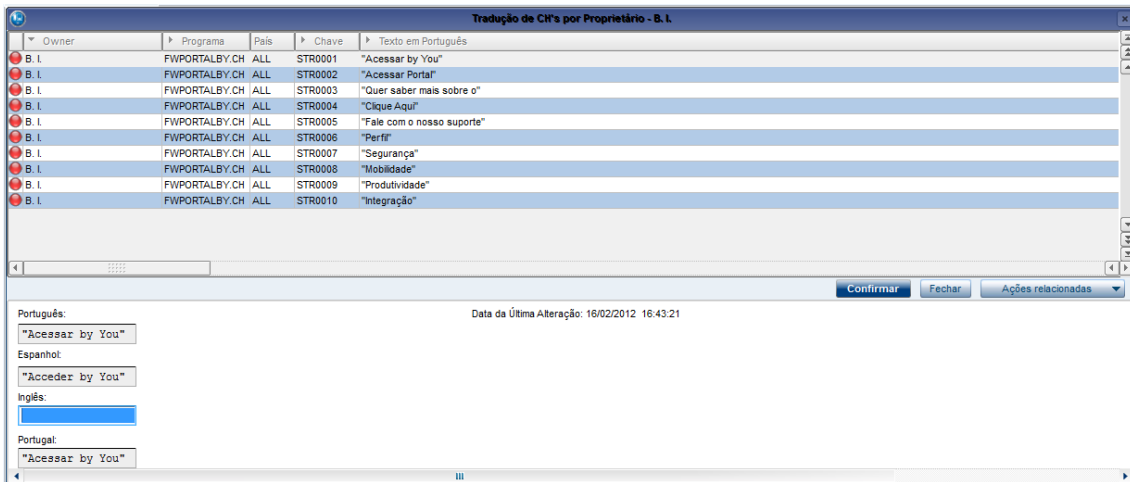 Tradução de CH's por Proprietário - B. I.
Owner Programa País Chave Texto em Português
B. I. FWPORTALBY.CH ALL STR0001 "Acessar by You"
B. I. FWPORTALBY.CH ALL STR0002 "Acessar Portal"
B. I. FWPORTALBY.CH ALL STR0003 "Quer saber mais sobre o"
B. I. FWPORTALBY.CH ALL STR0004 "Clique Aqui"
B. I. FWPORTALBY.CH ALL STR0005 "Fale com o nosso suporte"
B. I. FWPORTALBY.CH ALL STR0006 "Perfil"
B. I. FWPORTALBY.CH ALL STR0007 "Segurança"
B. I. FWPORTALBY.CH ALL STR0008 "Mobilidade"
B. I. FWPORTALBY.CH ALL STR0009 "Produtividade"
B. I. FWPORTALBY.CH ALL STR0010 "Integração"
Confirmar Fechar Ações relacionadas
Português: Data da Última Alteração: 16/02/2012 16:43:21
"Acessar by You"
Espanhol:
"Acceder by You"
Inglês:
Portugal:
"Acessar by You"